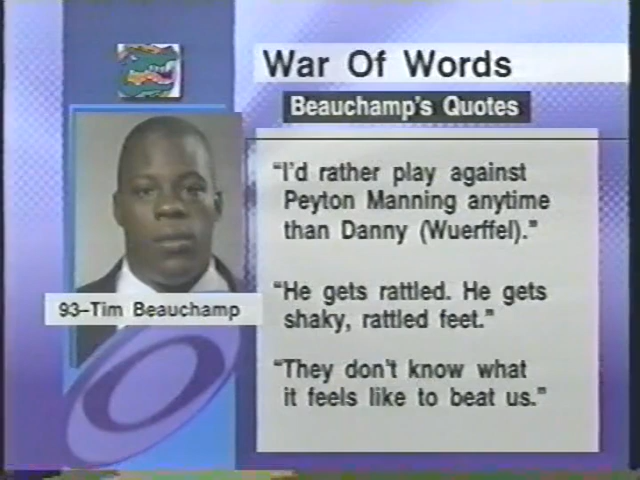 War Of Words
Beauchamp's Quotes
"I'd rather play against
Peyton Manning anytime
than Danny (Wuerffel)."
"He gets rattled. He gets
shaky, rattled feet."
"They don't know what
it feels like to beat us."
93-Tim Beauchamp